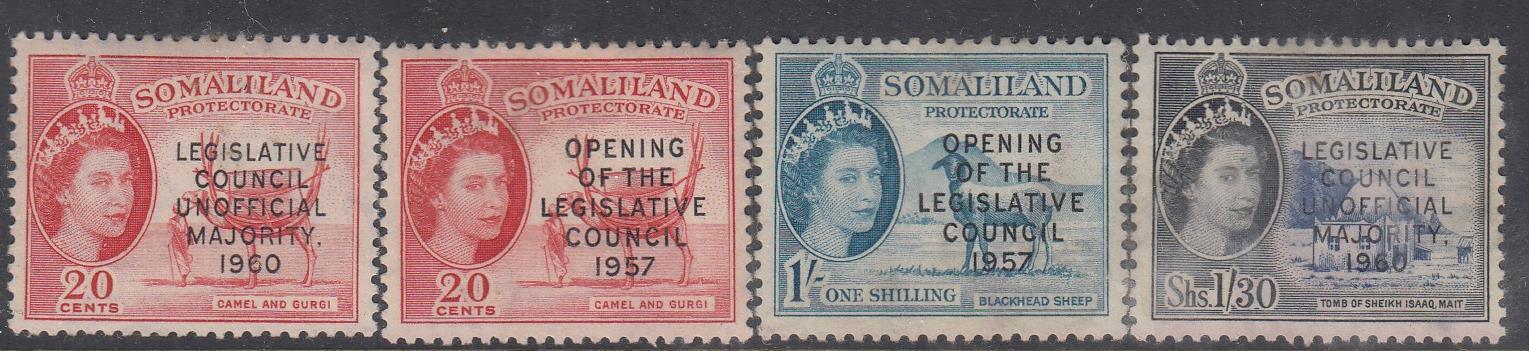 SOMALILAND
PROTECTORATE
LEGISLATIVE
COUNCIL
UNOFFICIAL
MAJORITY,
1960
20
CENTS
CAMEL AND GURGI
SOMALILAND
PROTECTORATE
OPENING
OF THE
LEGISLATIVE
COUNCIL
1957
20
CENTS
CAMEL AND GURGI
SOMALILAND
PROTECTORATE
OPENING
OF THE
LEGISLATIVE
COUNCIL
1957
1/- ONE SHILLING
BLACKHEAD SHEEP
SOMALILAND
PROTECTORATE
LEGISLATIVE
COUNCIL
UNOFFICIAL
MAJORITY,
1960
Shs.1/30
TOMB OF SHEIKH ISAAQ, MAIT